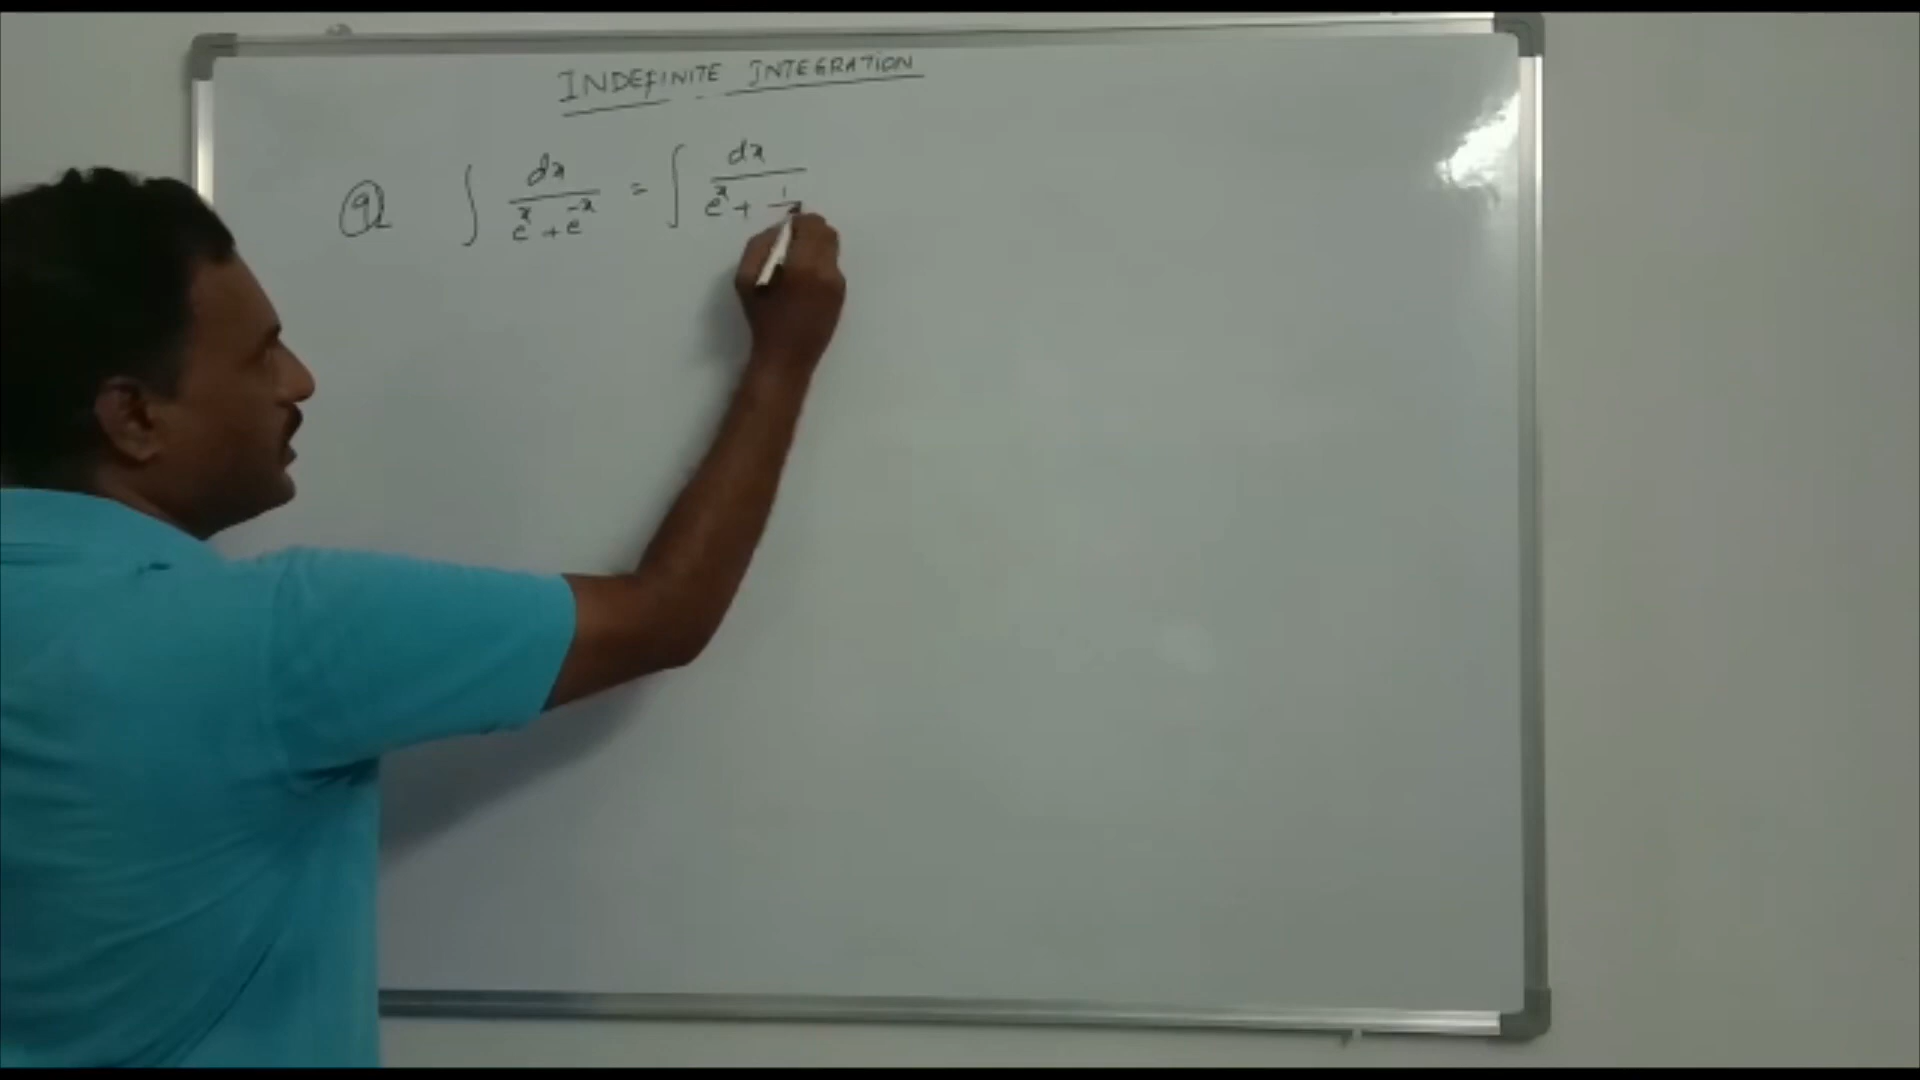 INDEFINITE INTEGRATION
Q ∫ dx / (e^x + e^-x) = ∫ dx / (e^x + 1/